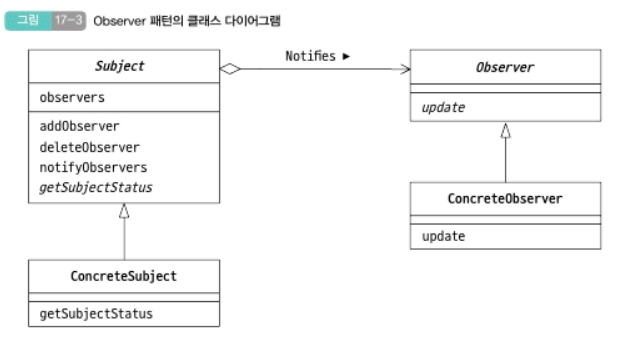 그림 17-3 Observer 패턴의 클래스 다이어그램
Subject
observers
addObserver
deleteObserver
notifyObservers
getSubjectStatus
Notifies ►
Observer
update
ConcreteObserver
update
ConcreteSubject
getSubjectStatus